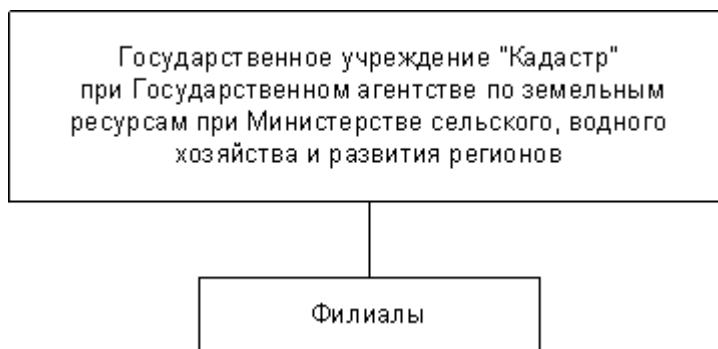 Государственное учреждение "Кадастр"
при Государственном агентстве по земельным
ресурсам при Министерстве сельского, водного
хозяйства и развития регионов
Филиалы